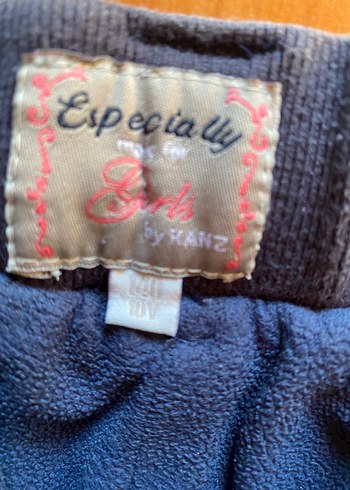 Especially
made for
Girls
by KANZ
140
10Y